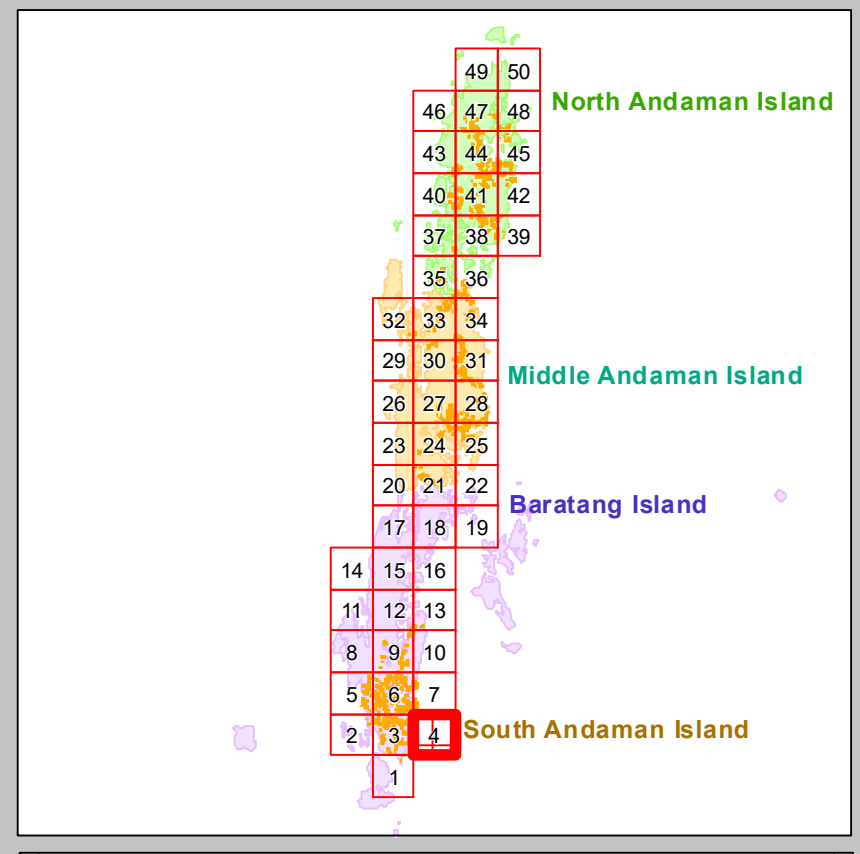 49 50
North Andaman Island
46 47 48
43 44 45
40 41 42
37 38 39
35 36
32 33 34
29 30 31
Middle Andaman Island
26 27 28
23 24 25
20 21 22
Baratang Island
17 18 19
14 15 16
11 12 13
8 9 10
5 6 7
2 3 4
South Andaman Island
1